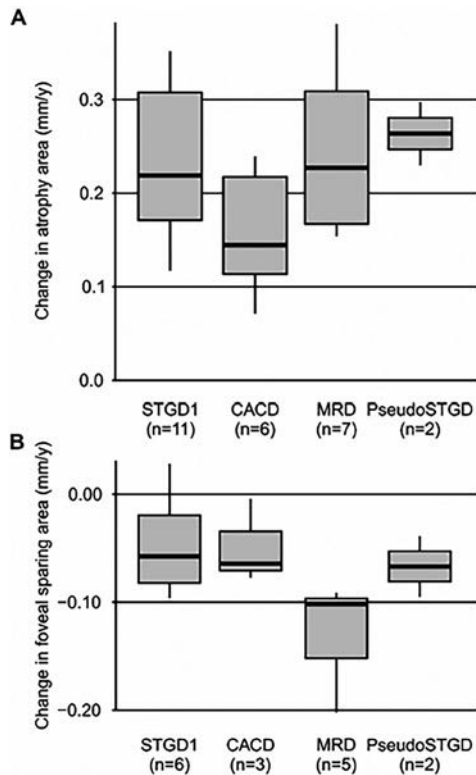 A
Change in atrophy area (mm/y)
0.3
0.2
0.1
0.0
STGD1 CACD MRD PseudoSTGD
(n=11) (n=6) (n=7) (n=2)
B
Change in foveal sparing area (mm/y)
0.00
−0.10
−0.20
STGD1 CACD MRD PseudoSTGD
(n=6) (n=3) (n=5) (n=2)